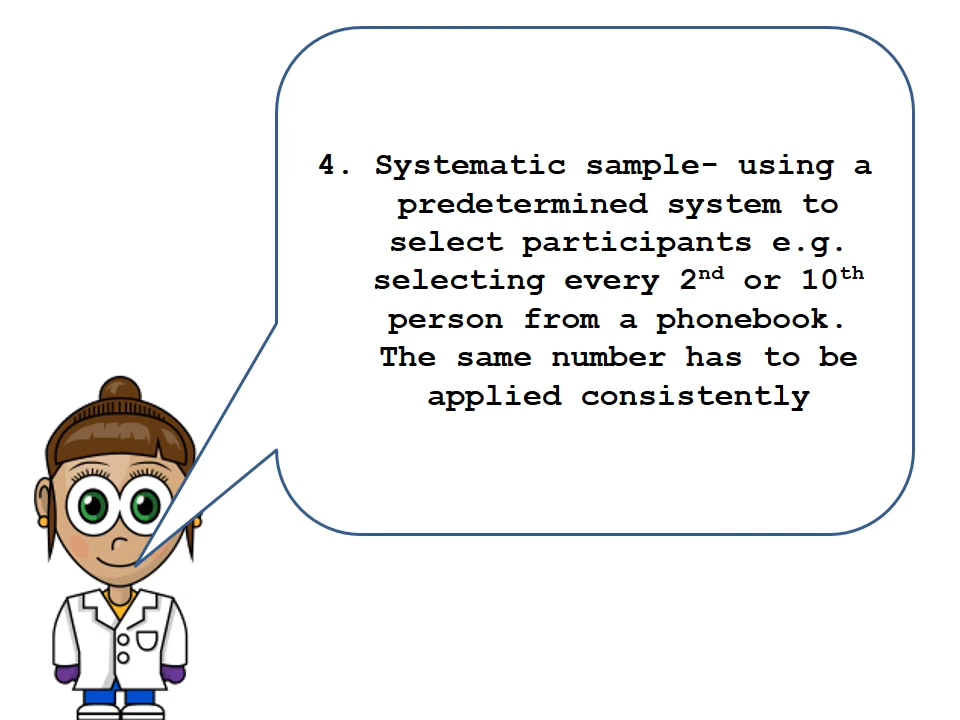 4. Systematic sample- using a
predetermined system to
select participants e.g.
selecting every 2nd or 10th
person from a phonebook.
The same number has to be
applied consistently